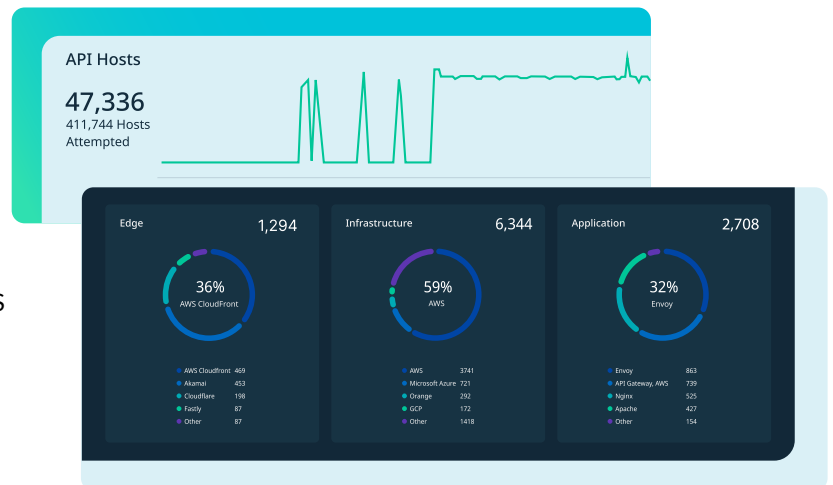 API Hosts
47,336
411,744 Hosts
Attempted
s
Edge 1,294
36%
AWS CloudFront
AWS Cloudfront 469
Akamai 453
Cloudflare 198
Fastly 87
Other 87
Infrastructure 6,344
59%
AWS
AWS 3741
Microsoft Azure 721
Orange 292
GCP 172
Other 1418
Application 2,708
32%
Envoy
Envoy 863
API Gateway, AWS 739
Nginx 525
Apache 427
Other 154